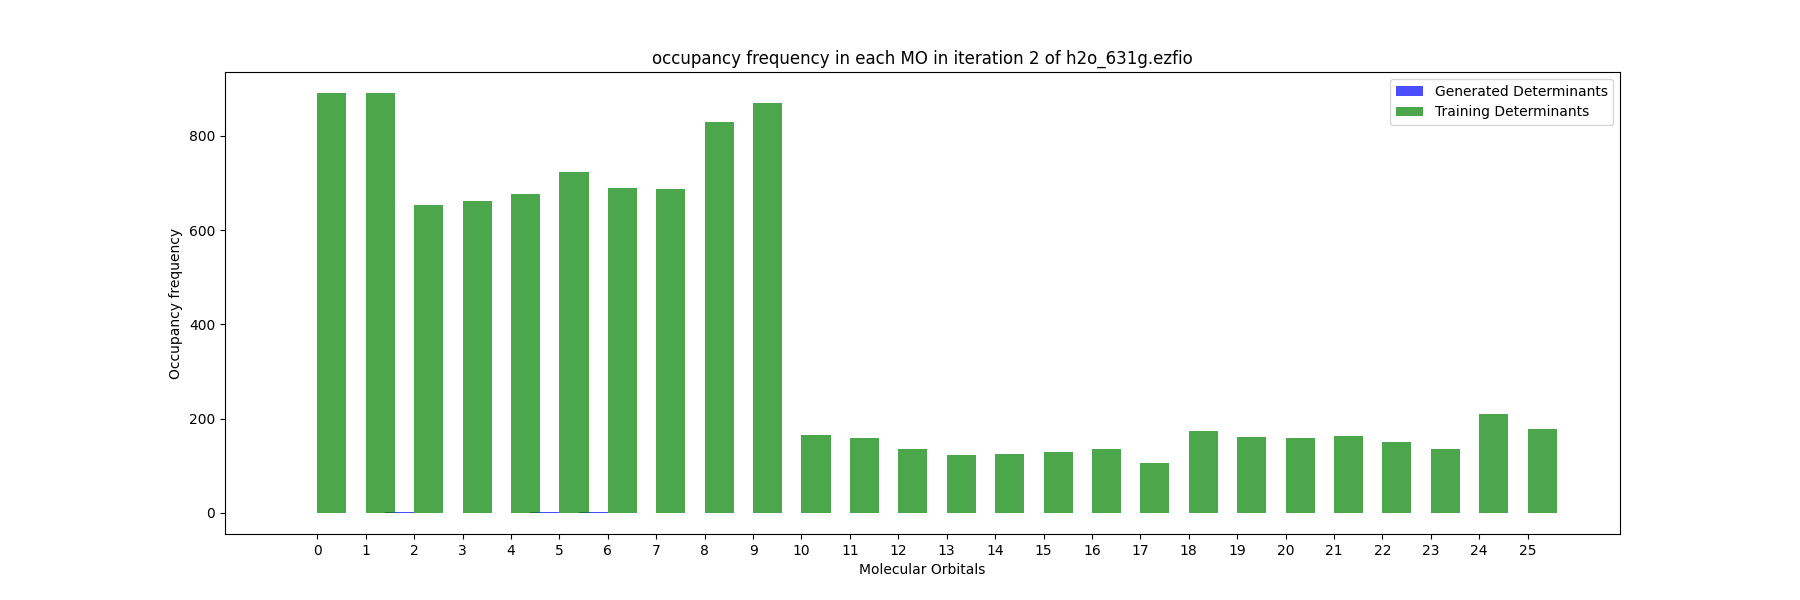 occupancy frequency in each MO in iteration 2 of h2o_631g.ezfio
Generated Determinants
Training Determinants
Occupancy frequency
800
600
400
200
0
0 1 2 3 4 5 6 7 8 9 10 11 12 13 14 15 16 17 18 19 20 21 22 23 24 25
Molecular Orbitals